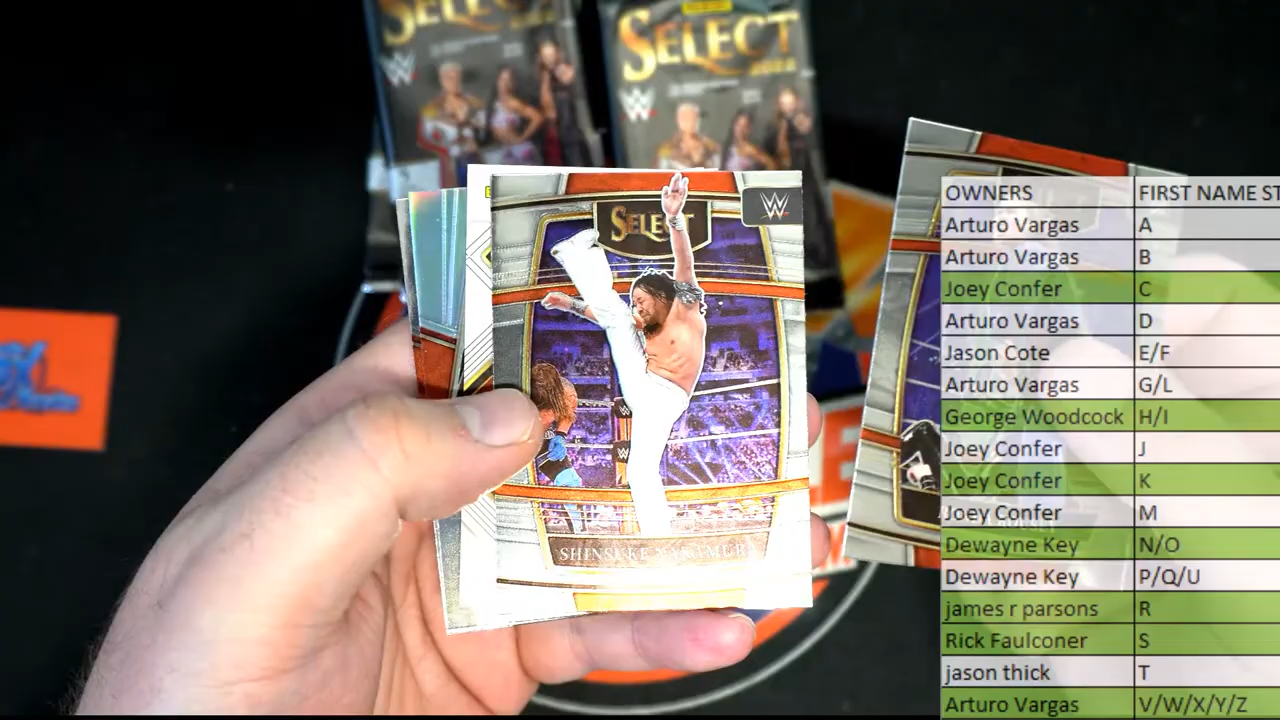 SELECT
2022
W
SELECT
2022
W
SELECT
W
SHINSUKE NAKAMURA
OWNERS FIRST NAME ST
Arturo Vargas A
Arturo Vargas B
Joey Confer C
Arturo Vargas D
Jason Cote E/F
Arturo Vargas G/L
George Woodcock H/I
Joey Confer J
Joey Confer K
Joey Confer M
Dewayne Key N/O
Dewayne Key P/Q/U
james r parsons R
Rick Faulconer S
jason thick T
Arturo Vargas V/W/X/Y/Z